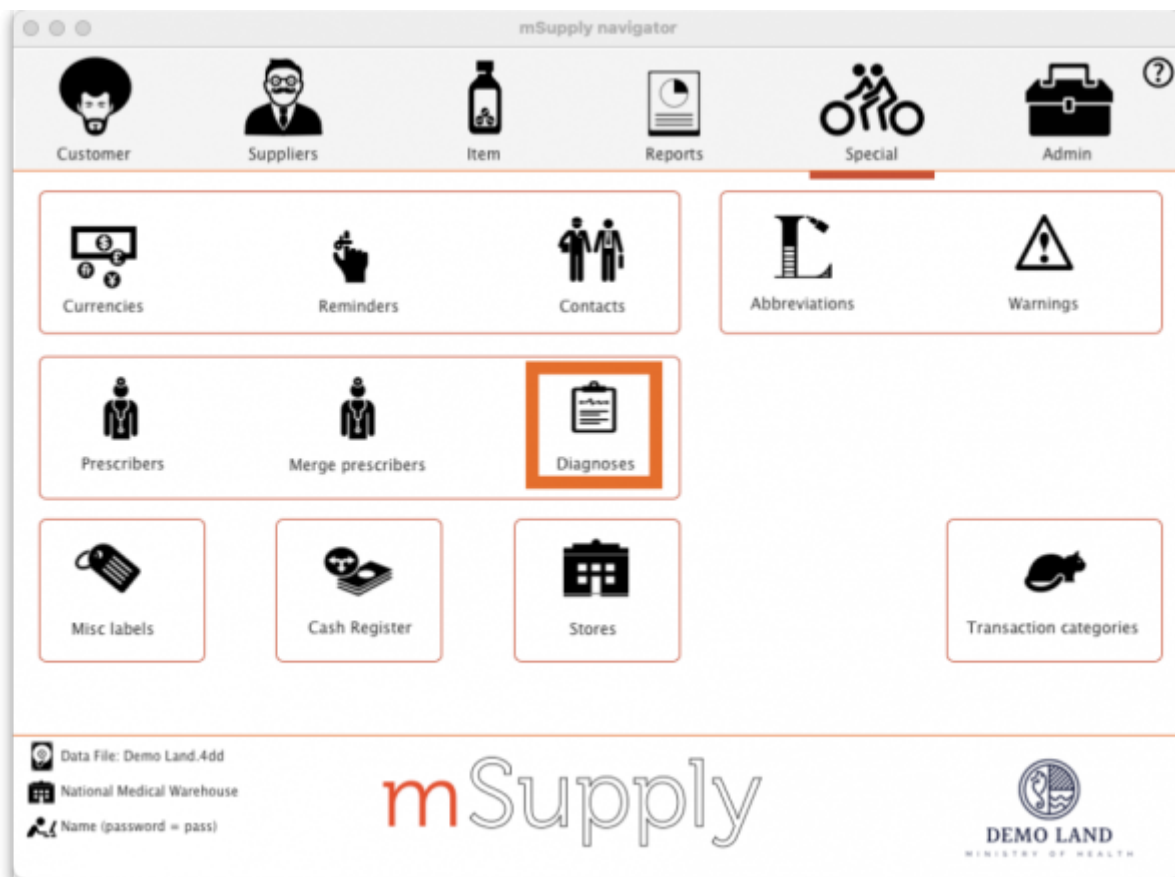 mSupply navigator
Customer Suppliers Item Reports Special Admin ?
Currencies Reminders Contacts Abbreviations Warnings
Prescribers Merge prescribers Diagnoses
Misc labels Cash Register Stores Transaction categories
Data File: Demo Land.4dd
National Medical Warehouse
Name (password = pass)
mSupply
DEMO LAND
MINISTRY OF HEALTH